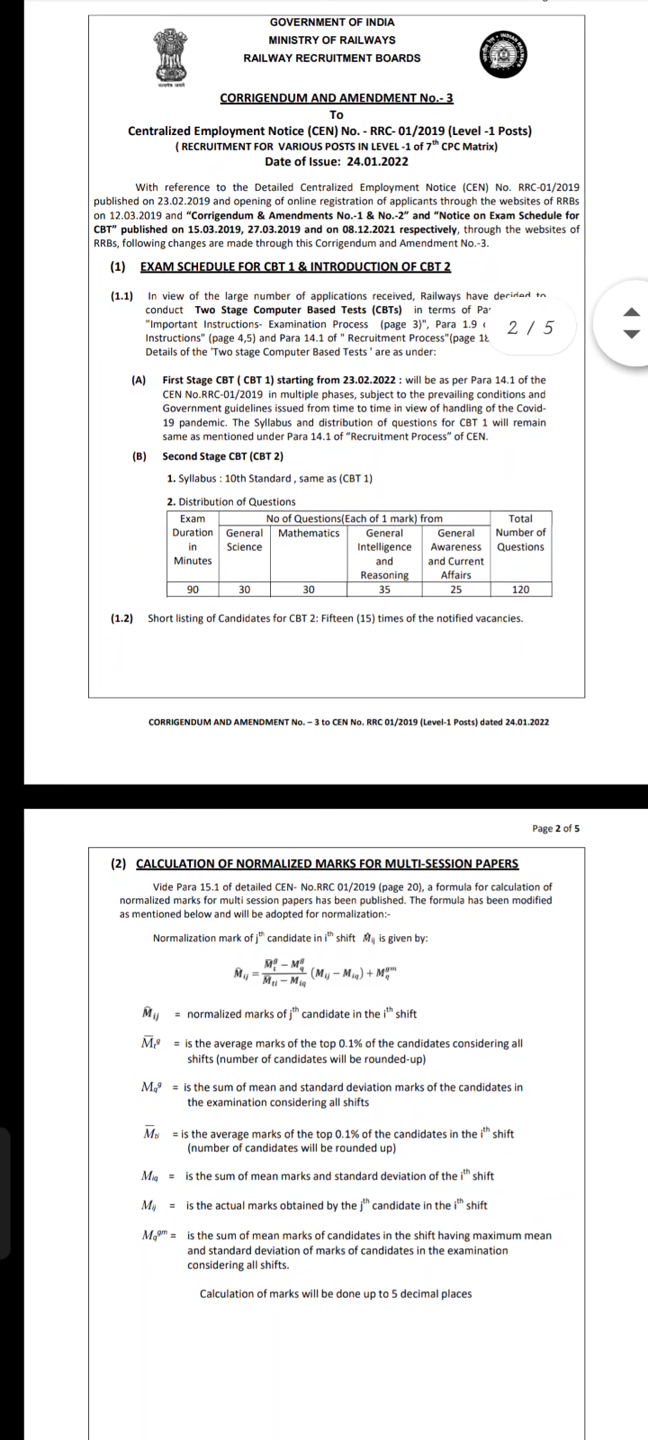 GOVERNMENT OF INDIA
MINISTRY OF RAILWAYS
RAILWAY RECRUITMENT BOARDS
CORRIGENDUM AND AMENDMENT No.- 3
To
Centralized Employment Notice (CEN) No. - RRC- 01/2019 (Level -1 Posts)
( RECRUITMENT FOR VARIOUS POSTS IN LEVEL -1 of 7th CPC Matrix)
Date of Issue: 24.01.2022
With reference to the Detailed Centralized Employment Notice (CEN) No. RRC-01/2019
published on 23.02.2019 and opening of online registration of applicants through the websites of RRBs
on 12.03.2019 and "Corrigendum & Amendments No.-1 & No.-2" and "Notice on Exam Schedule for
CBT" published on 15.03.2019, 27.03.2019 and on 08.12.2021 respectively, through the websites of
RRBs, following changes are made through this Corrigendum and Amendment No.-3.
(1) EXAM SCHEDULE FOR CBT 1 & INTRODUCTION OF CBT 2
(1.1) In view of the large number of applications received, Railways have decided to
conduct Two Stage Computer Based Tests (CBTs) in terms of
"Important Instructions- Examination Process (page 3)", Para 1.9
Instructions" (page 4,5) and Para 14.1 of " Recruitment Process"(page
Details of the 'Two stage Computer Based Tests ' are as under:
2 / 5
(A) First Stage CBT ( CBT 1) starting from 23.02.2022 : will be as per Para 14.1 of the
CEN No.RRC-01/2019 in multiple phases, subject to the prevailing conditions and
Government guidelines issued from time to time in view of handling of the Covid-
19 pandemic. The Syllabus and distribution of questions for CBT 1 will remain
same as mentioned under Para 14.1 of "Recruitment Process" of CEN.
(B) Second Stage CBT (CBT 2)
1. Syllabus : 10th Standard , same as (CBT 1)
2. Distribution of Questions
Exam Duration in Minutes No of Questions(Each of 1 mark) from Total Number of Questions
General Science Mathematics General Intelligence and Reasoning General Awareness and Current Affairs
90 30 30 35 25 120
(1.2) Short listing of Candidates for CBT 2: Fifteen (15) times of the notified vacancies.
CORRIGENDUM AND AMENDMENT No. – 3 to CEN No. RRC 01/2019 (Level-1 Posts) dated 24.01.2022
Page 2 of 5
(2) CALCULATION OF NORMALIZED MARKS FOR MULTI-SESSION PAPERS
Vide Para 15.1 of detailed CEN- No.RRC 01/2019 (page 20), a formula for calculation of
normalized marks for multi session papers has been published. The formula has been modified
as mentioned below and will be adopted for normalization:-
Normalization mark of jth candidate in ith shift M̂ij is given by:
M̂ij = (M̄tg − Mqg) / (M̄ti − Miq) (Mij − Miq) + Mqgm
M̂ij = normalized marks of jth candidate in the ith shift
M̄tg = is the average marks of the top 0.1% of the candidates considering all
shifts (number of candidates will be rounded-up)
Mqg = is the sum of mean and standard deviation marks of the candidates in
the examination considering all shifts
M̄ti = is the average marks of the top 0.1% of the candidates in the ith shift
(number of candidates will be rounded up)
Miq = is the sum of mean marks and standard deviation of the ith shift
Mij = is the actual marks obtained by the jth candidate in the ith shift
Mqgm = is the sum of mean marks of candidates in the shift having maximum mean
and standard deviation of marks of candidates in the examination
considering all shifts.
Calculation of marks will be done up to 5 decimal places